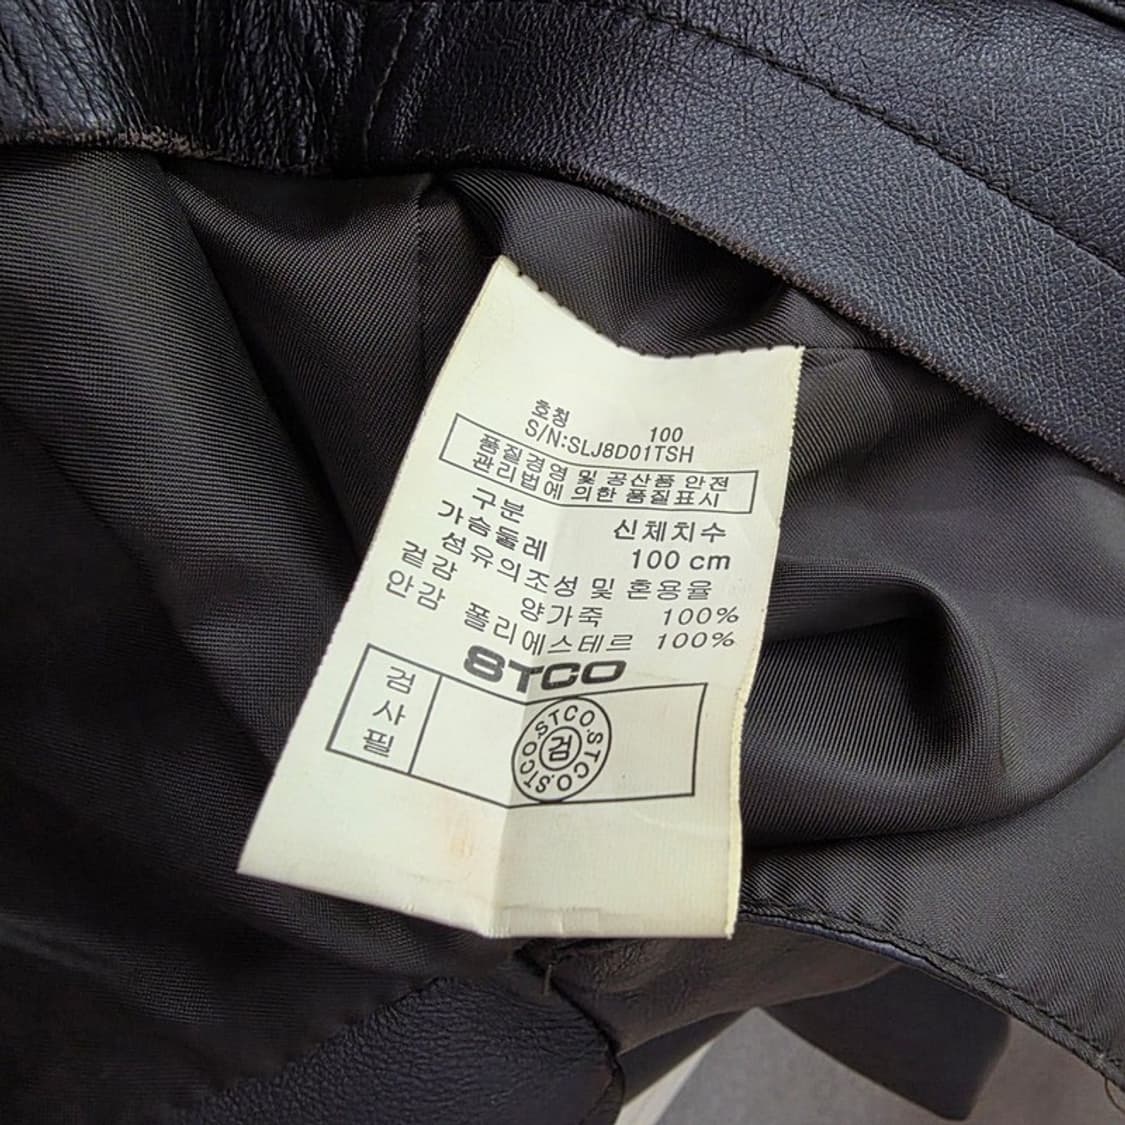 호칭 100
S/N:SLJ8D01TSH
품질경영 및 공산품 안전
관리법에 의한 품질표시
구분 신체치수
가슴둘레 100 cm
섬유의조성 및 혼용율
겉감 양가죽 100%
안감 폴리에스테르 100%
STCO
검사필
STCO.STCO.STCO.STCO
검